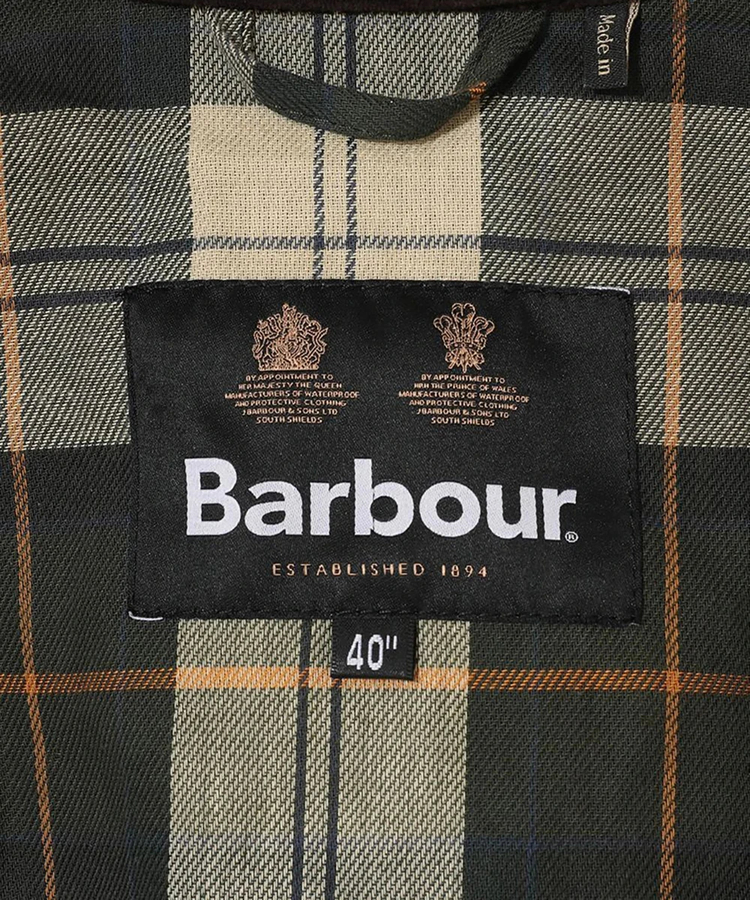 Made in
BY APPOINTMENT TO
HER MAJESTY THE QUEEN
MANUFACTURERS OF WATERPROOF
AND PROTECTIVE CLOTHING
J BARBOUR & SONS LTD
SOUTH SHIELDS
BY APPOINTMENT TO
HRH THE PRINCE OF WALES
MANUFACTURERS OF WATERPROOF
AND PROTECTIVE CLOTHING
J BARBOUR & SONS LTD
SOUTH SHIELDS
Barbour®
ESTABLISHED 1894
40"